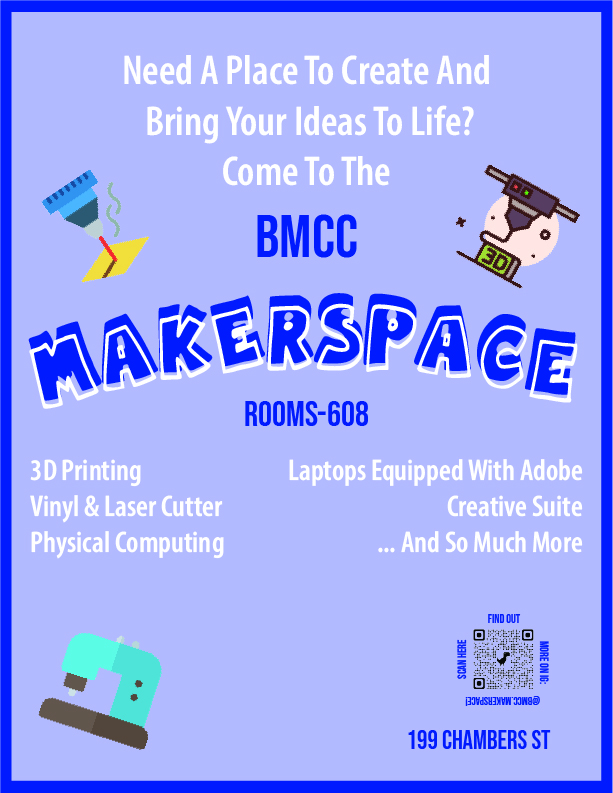 Need A Place To Create And
Bring Your Ideas To Life?
Come To The
BMCC
MAKERSPACE
ROOMS-608
3D
3D Printing
Vinyl & Laser Cutter
Physical Computing
Laptops Equipped With Adobe
Creative Suite
... And So Much More
FIND OUT
MORE ON IG:
@BMCC.MAKERSPACE!
SCAN HERE
199 CHAMBERS ST